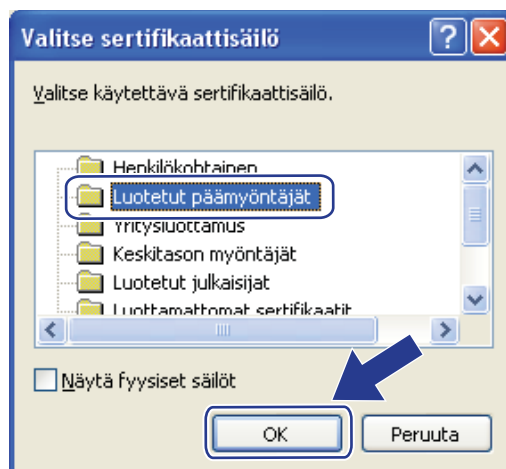 Valitse sertifikaattisäilö
Valitse käytettävä sertifikaattisäilö.
Henkilökohtainen
Luotetut päämyöntäjät
Yritysluottamus
Keskitason myöntäjät
Luotetut julkaisijat
Luottamattomat sertifikaatit
Näytä fyysiset säilöt
OK Peruuta